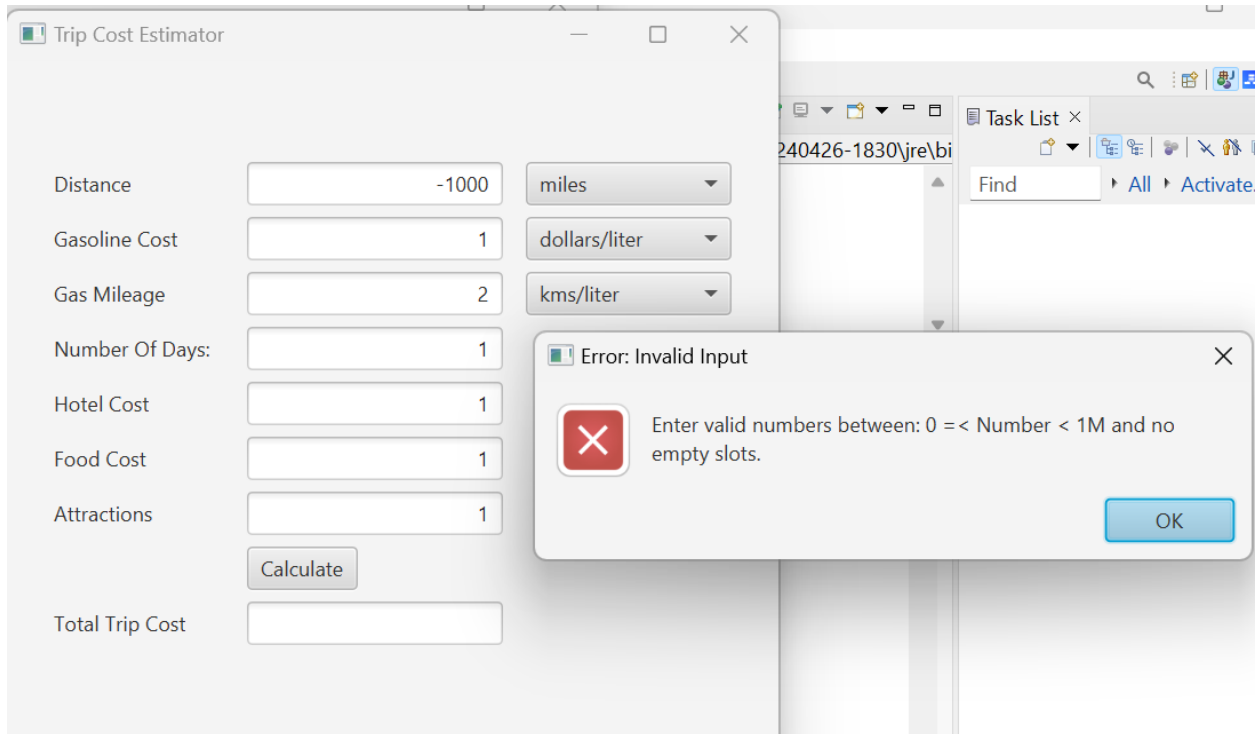 Trip Cost Estimator
240426-1830\jre\bi
Task List
Find All Activate.
Distance -1000 miles
Gasoline Cost 1 dollars/liter
Gas Mileage 2 kms/liter
Number Of Days: 1
Hotel Cost 1
Food Cost 1
Attractions 1
Calculate
Total Trip Cost
Error: Invalid Input
Enter valid numbers between: 0 =< Number < 1M and no
empty slots.
OK